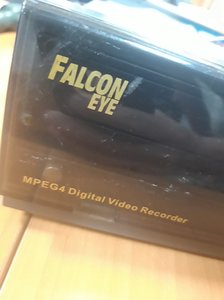 FALCON
EYE
MPEG4 Digital Video Recorder